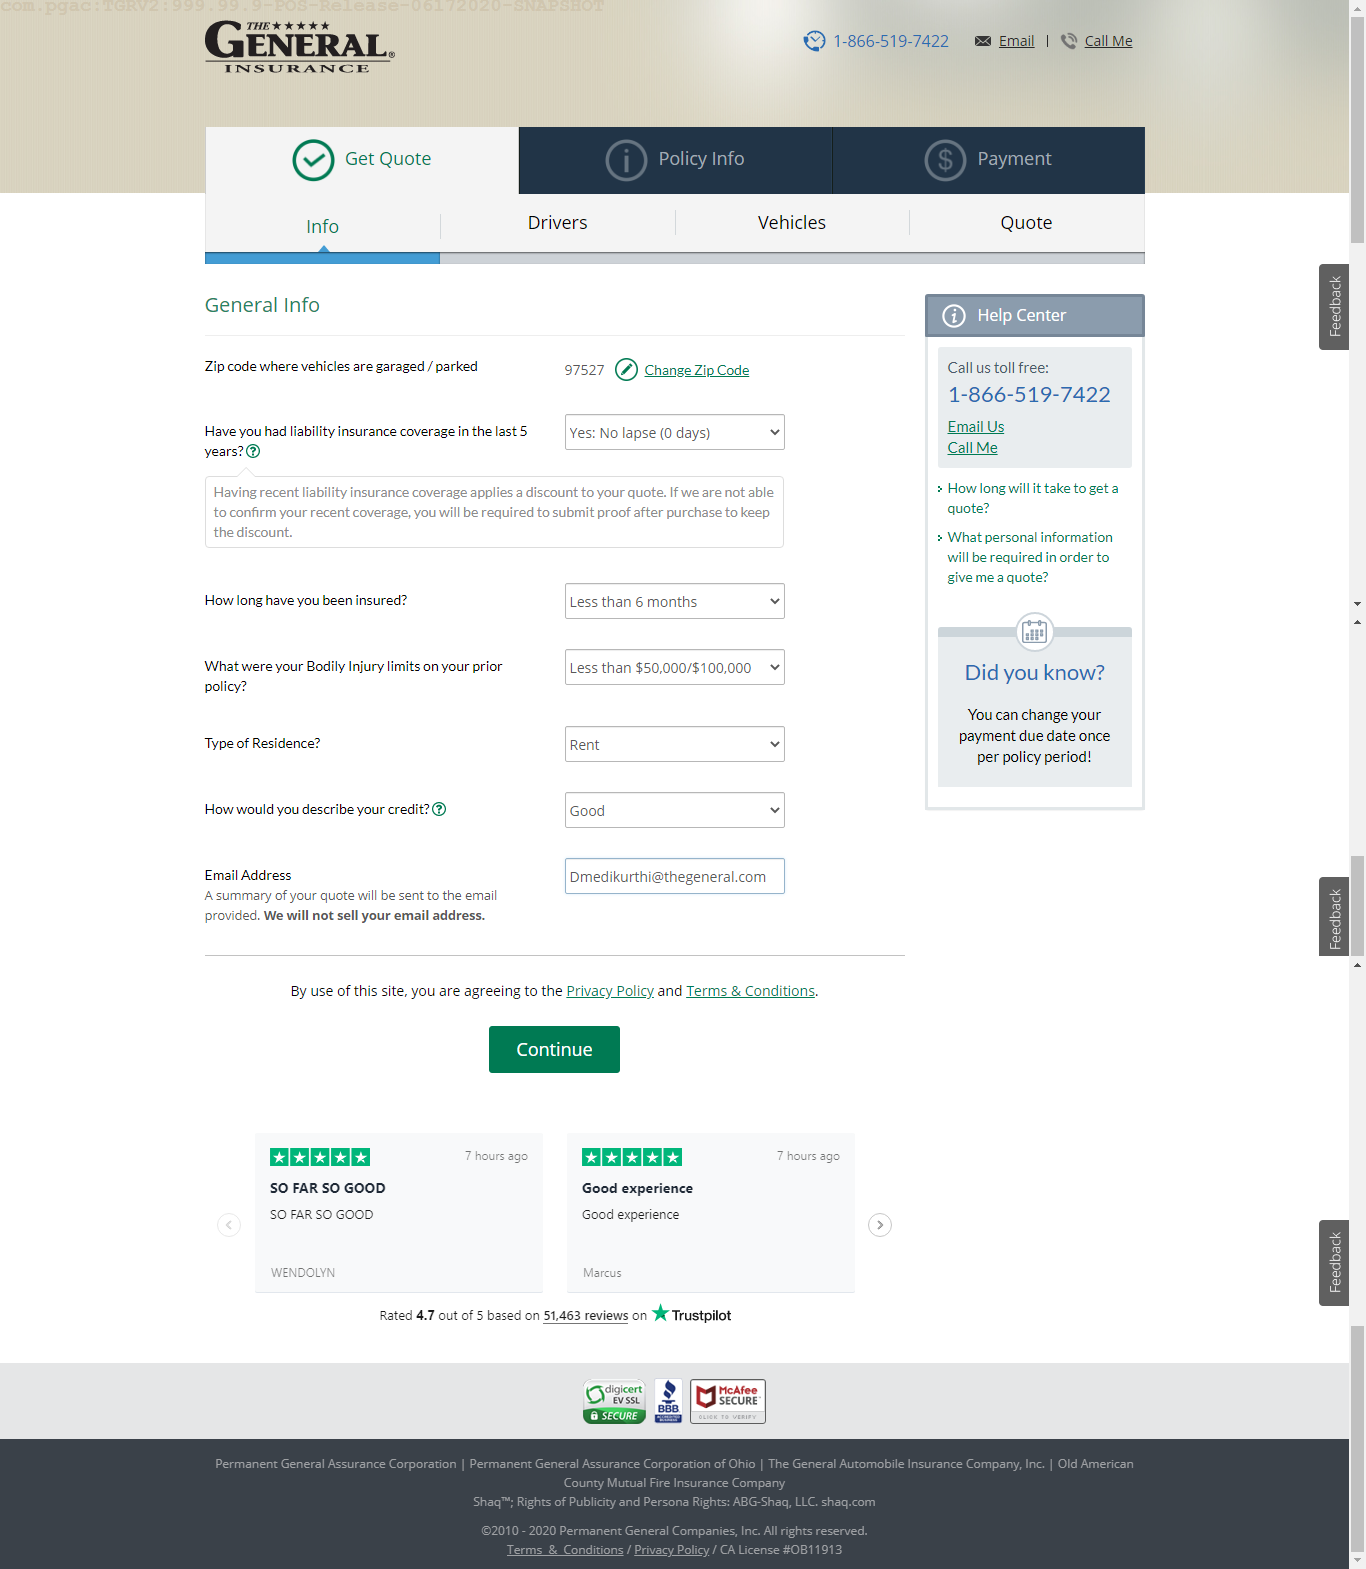 com.pgac:TGRV2:999.99.9-POS-Release-06172020-SNAPSHOT
THE
GENERAL
INSURANCE
1-866-519-7422 Email | Call Me
Get Quote Policy Info Payment
Info Drivers Vehicles Quote
General Info
Zip code where vehicles are garaged / parked
97527 Change Zip Code
Have you had liability insurance coverage in the last 5
years?
Yes: No lapse (0 days)
Having recent liability insurance coverage applies a discount to your quote. If we are not able
to confirm your recent coverage, you will be required to submit proof after purchase to keep
the discount.
How long have you been insured?
Less than 6 months
What were your Bodily Injury limits on your prior
policy?
Less than $50,000/$100,000
Type of Residence?
Rent
How would you describe your credit?
Good
Email Address
A summary of your quote will be sent to the email
provided. We will not sell your email address.
Dmedikurthi@thegeneral.com
Help Center
Call us toll free:
1-866-519-7422
Email Us
Call Me
How long will it take to get a
quote?
What personal information
will be required in order to
give me a quote?
Did you know?
You can change your
payment due date once
per policy period!
Feedback
Feedback
Feedback
By use of this site, you are agreeing to the Privacy Policy and Terms & Conditions.
Continue
7 hours ago
SO FAR SO GOOD
SO FAR SO GOOD
WENDOLYN
7 hours ago
Good experience
Good experience
Marcus
Rated 4.7 out of 5 based on 51,463 reviews on Trustpilot
digicert
EV SSL
SECURE
BBB
ACCREDITED
BUSINESS
McAfee
SECURE
CLICK TO VERIFY
Permanent General Assurance Corporation | Permanent General Assurance Corporation of Ohio | The General Automobile Insurance Company, Inc. | Old American
County Mutual Fire Insurance Company
Shaq™; Rights of Publicity and Persona Rights: ABG-Shaq, LLC. shaq.com
©2010 - 2020 Permanent General Companies, Inc. All rights reserved.
Terms & Conditions / Privacy Policy / CA License #OB11913